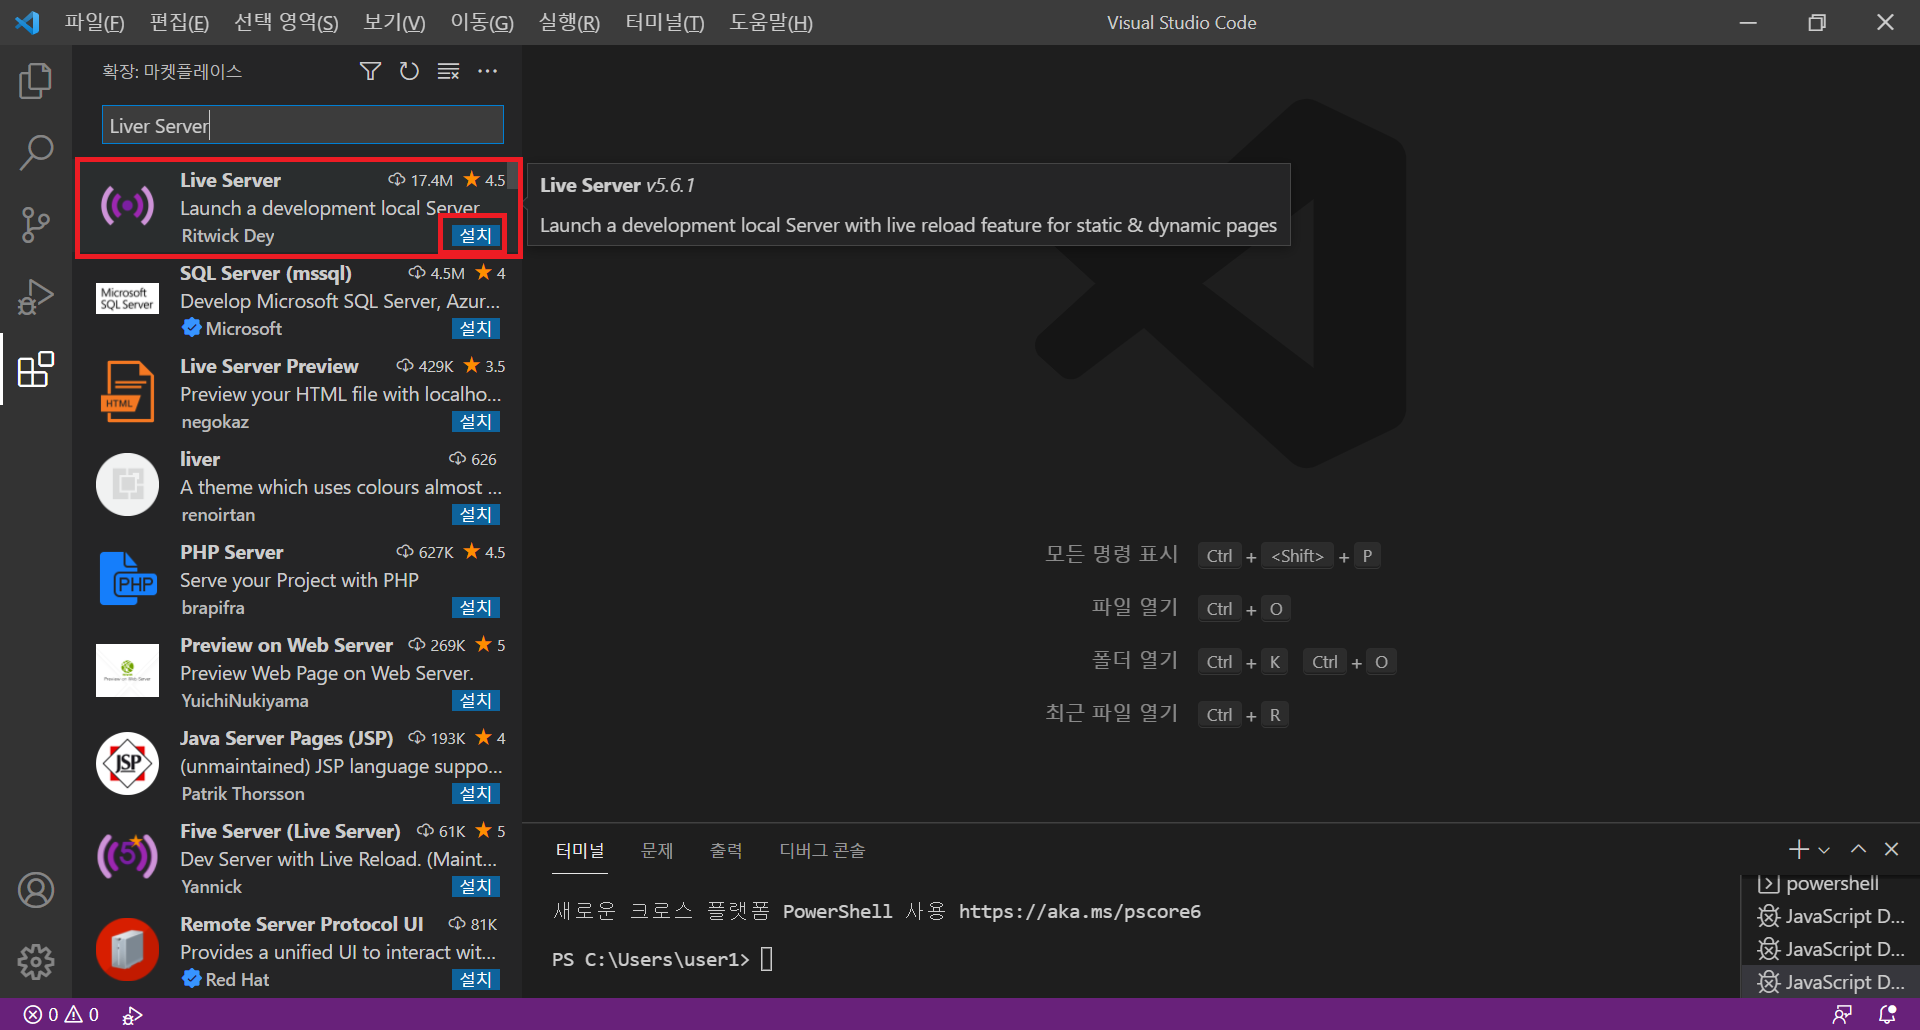 파일(F) 편집(E) 선택 영역(S) 보기(V) 이동(G) 실행(R) 터미널(T) 도움말(H) Visual Studio Code
확장: 마켓플레이스
Liver Server
Live Server 17.4M 4.5
Launch a development local Server
Ritwick Dey 설치
Live Server v5.6.1
Launch a development local Server with live reload feature for static & dynamic pages
Microsoft
SQL Server
SQL Server (mssql) 4.5M 4
Develop Microsoft SQL Server, Azur...
Microsoft 설치
HTML
Live Server Preview 429K 3.5
Preview your HTML file with localho...
negokaz 설치
liver 626
A theme which uses colours almost ...
renoirtan 설치
PHP
PHP Server 627K 4.5
Serve your Project with PHP
brapifra 설치
Preview on Web Server
Preview on Web Server 269K 5
Preview Web Page on Web Server.
YuichiNukiyama 설치
JSP
Java Server Pages (JSP) 193K 4
(unmaintained) JSP language suppo...
Patrik Thorsson 설치
5
Five Server (Live Server) 61K 5
Dev Server with Live Reload. (Maint...
Yannick 설치
Remote Server Protocol UI 81K
Provides a unified UI to interact wit...
Red Hat 설치
모든 명령 표시 Ctrl + <Shift> + P
파일 열기 Ctrl + O
폴더 열기 Ctrl + K Ctrl + O
최근 파일 열기 Ctrl + R
터미널 문제 출력 디버그 콘솔
새로운 크로스 플랫폼 PowerShell 사용 https://aka.ms/pscore6
PS C:\Users\user1>
powershell
JavaScript D...
JavaScript D...
JavaScript D...
0 0